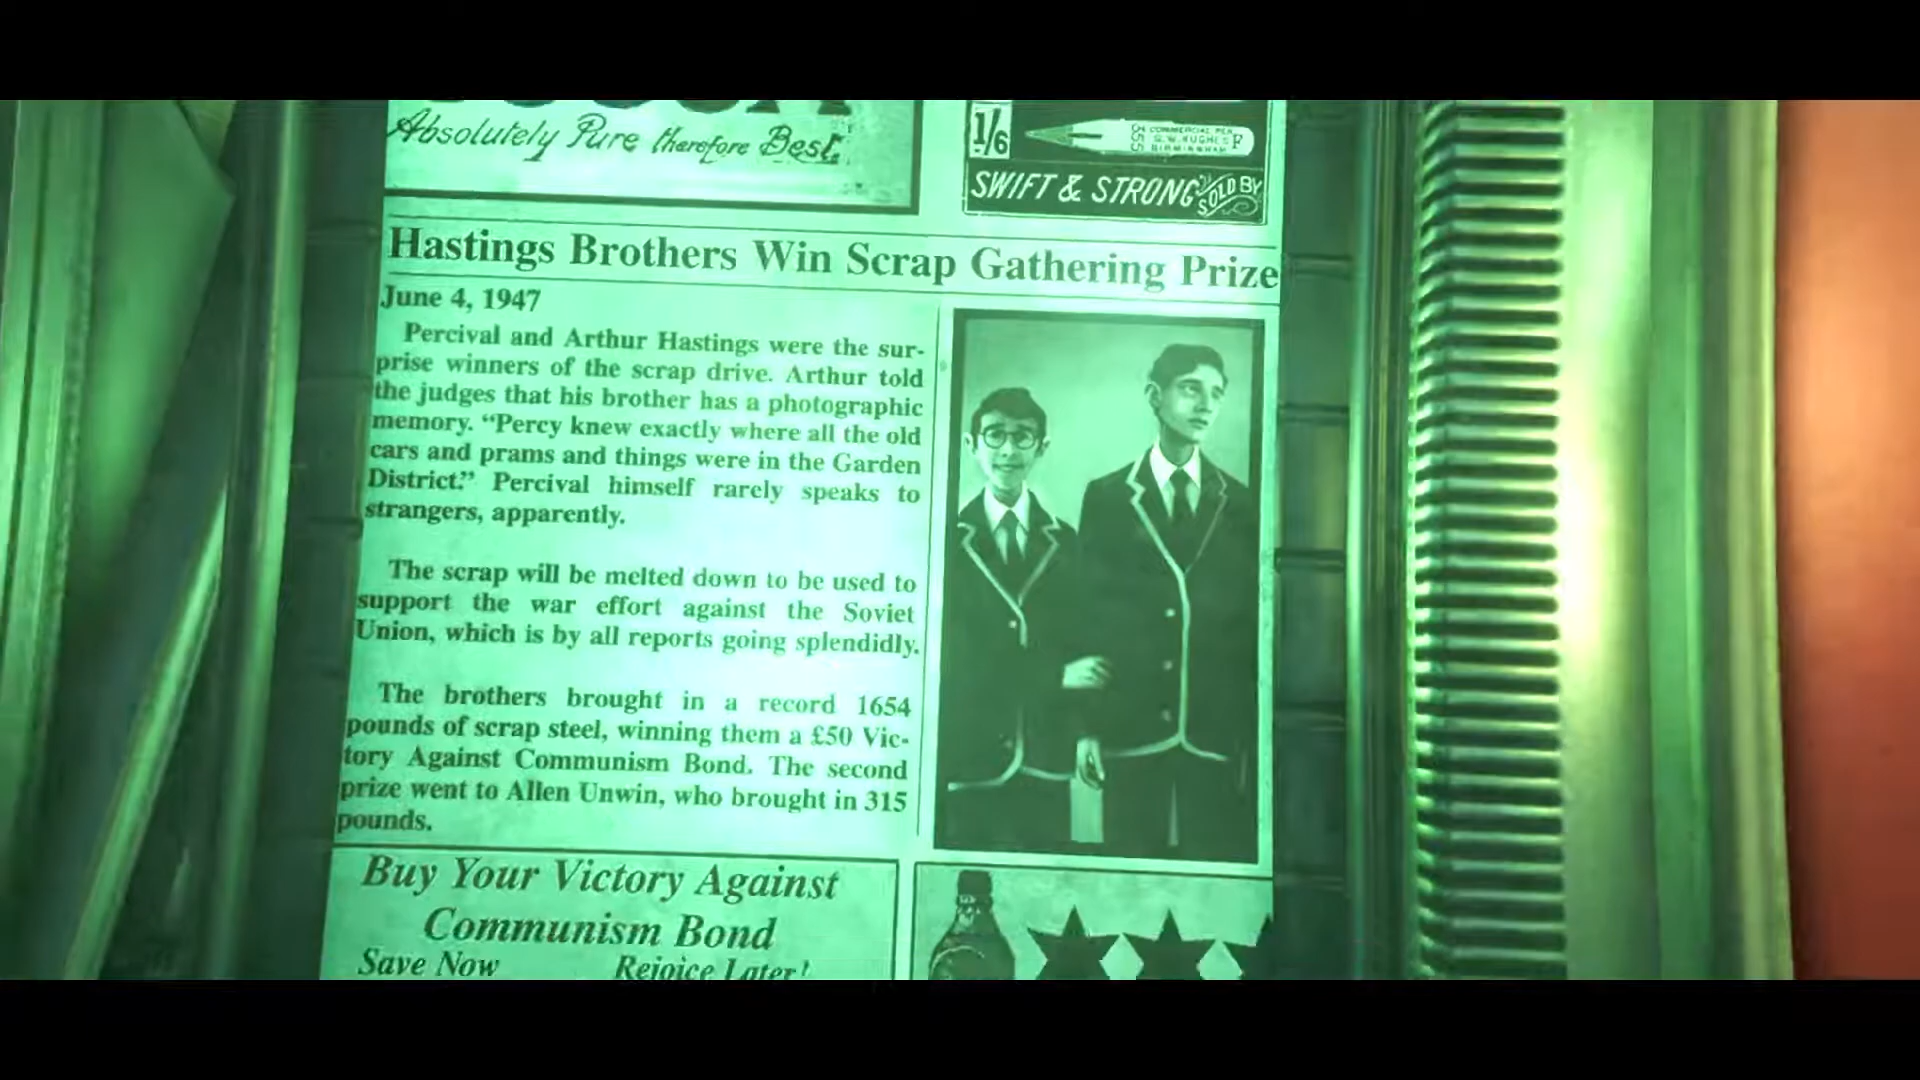 Absolutely Pure therefore Best.
1/6
COMMERCIAL PEN
G.W. HUGHES F
BIRMINGHAM
SWIFT & STRONG SOLD BY
Hastings Brothers Win Scrap Gathering Prize
June 4, 1947
Percival and Arthur Hastings were the sur-
prise winners of the scrap drive. Arthur told
the judges that his brother has a photographic
memory. “Percy knew exactly where all the old
cars and prams and things were in the Garden
District.” Percival himself rarely speaks to
strangers, apparently.
The scrap will be melted down to be used to
support the war effort against the Soviet
Union, which is by all reports going splendidly.
The brothers brought in a record 1654
pounds of scrap steel, winning them a £50 Vic-
tory Against Communism Bond. The second
prize went to Allen Unwin, who brought in 315
pounds.
Buy Your Victory Against
Communism Bond
Save Now Rejoice Later!